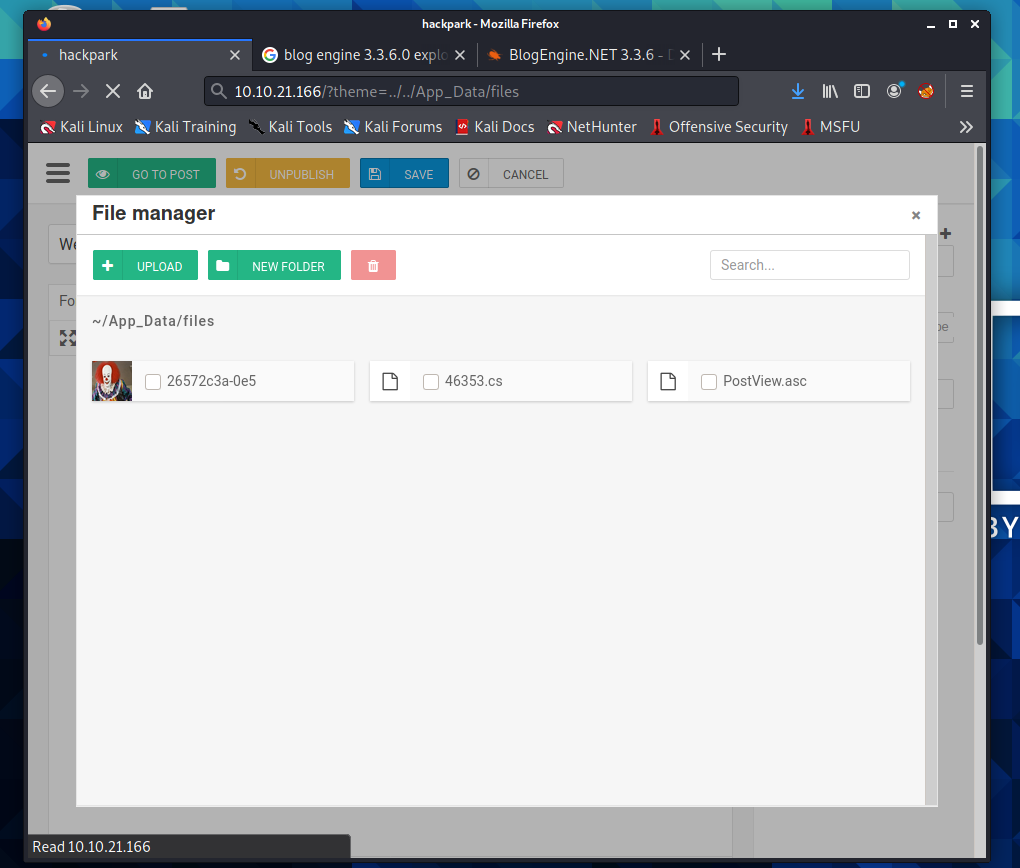 hackpark - Mozilla Firefox
hackpark
blog engine 3.3.6.0 explo
BlogEngine.NET 3.3.6 - D
10.10.21.166/?theme=../../App_Data/files
Kali Linux Kali Training Kali Tools Kali Forums Kali Docs NetHunter Offensive Security MSFU
GO TO POST UNPUBLISH SAVE CANCEL
File manager
UPLOAD NEW FOLDER Search...
~/App_Data/files
26572c3a-0e5 46353.cs PostView.asc
Read 10.10.21.166